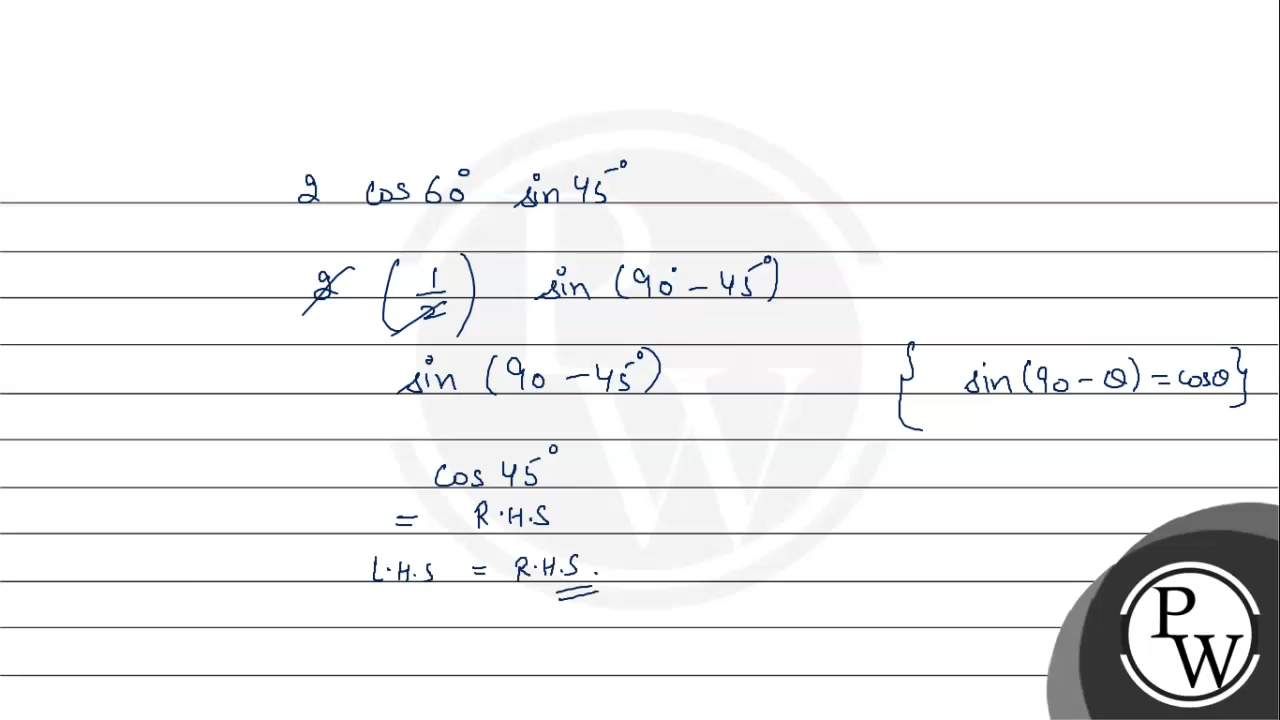 2 cos 60° sin 45°
2 (1/2) sin (90° - 45°)
sin (90 - 45°) { sin (90 - θ) = cosθ }
cos 45°
= R.H.S
L.H.S = R.H.S.
PW
PW